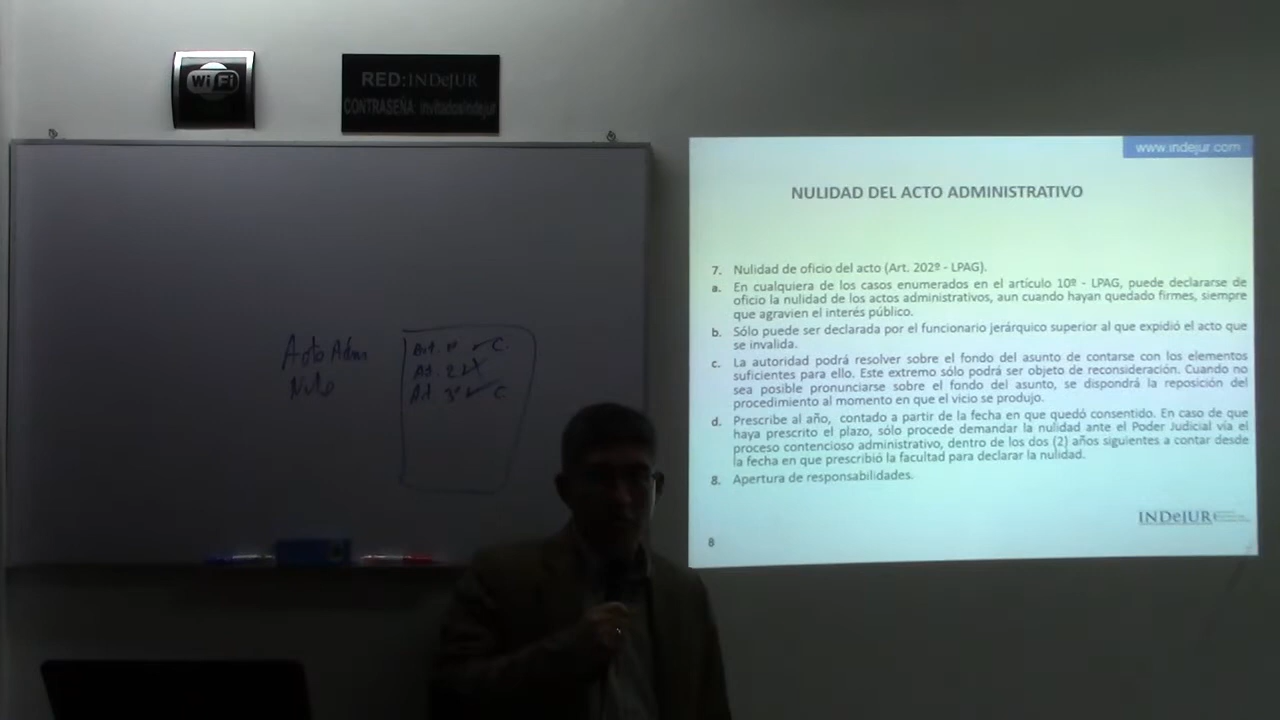 WiFi
RED:INDeJUR
CONTRASEÑA: invitadosindejur
Acto Adm
Nulo
Art. 1º ✓ C.
Art. 2
Art. 3º ✓ C.
www.indejur.com
NULIDAD DEL ACTO ADMINISTRATIVO
7. Nulidad de oficio del acto (Art. 202º - LPAG).
a. En cualquiera de los casos enumerados en el artículo 10º - LPAG, puede declararse de
oficio la nulidad de los actos administrativos, aun cuando hayan quedado firmes, siempre
que agravien el interés público.
b. Sólo puede ser declarada por el funcionario jerárquico superior al que expidió el acto que
se invalida.
c. La autoridad podrá resolver sobre el fondo del asunto de contarse con los elementos
suficientes para ello. Este extremo sólo podrá ser objeto de reconsideración. Cuando no
sea posible pronunciarse sobre el fondo del asunto, se dispondrá la reposición del
procedimiento al momento en que el vicio se produjo.
d. Prescribe al año, contado a partir de la fecha en que quedó consentido. En caso de que
haya prescrito el plazo, sólo procede demandar la nulidad ante el Poder Judicial vía el
proceso contencioso administrativo, dentro de los dos (2) años siguientes a contar desde
la fecha en que prescribió la facultad para declarar la nulidad.
8. Apertura de responsabilidades.
INDeJUR
8